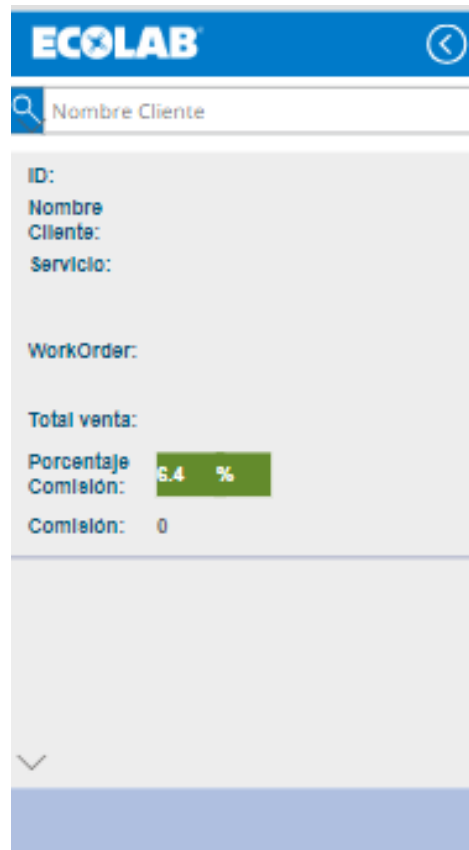 ECOLAB
Nombre Cliente
ID:
Nombre
Cliente:
Servicio:
WorkOrder:
Total venta:
Porcentaje
Comisión:
6.4 %
Comisión: 0